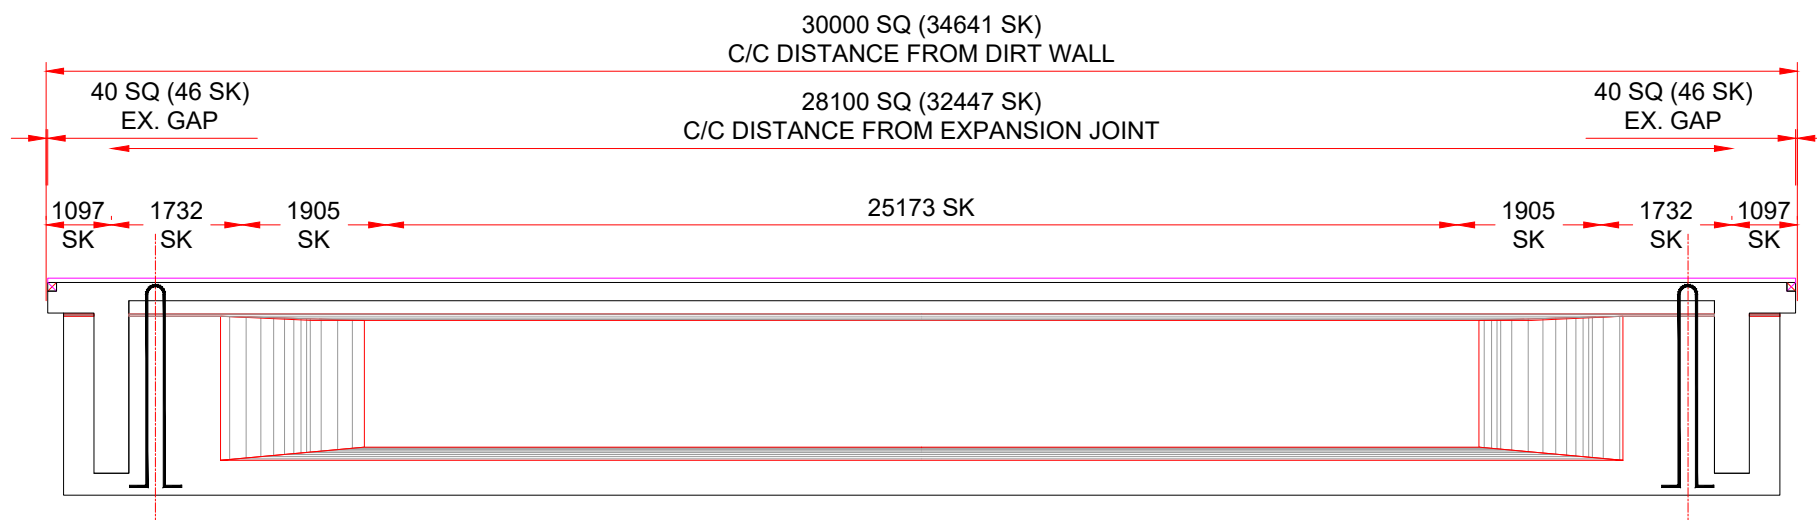 30000 SQ (34641 SK)
C/C DISTANCE FROM DIRT WALL
40 SQ (46 SK)
EX. GAP
28100 SQ (32447 SK)
C/C DISTANCE FROM EXPANSION JOINT
40 SQ (46 SK)
EX. GAP
1097
SK
1732
SK
1905
SK
25173 SK
1905
SK
1732
SK
1097
SK